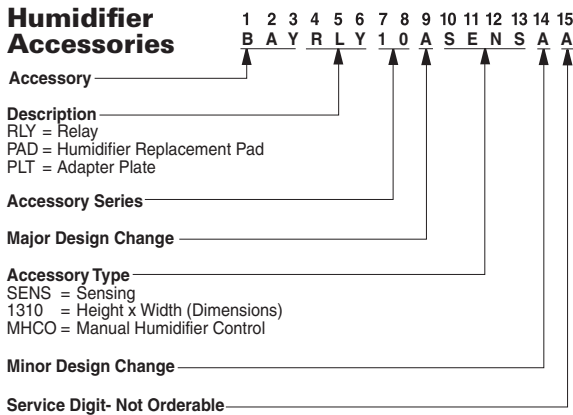 Humidifier
Accessories
1 2 3 4 5 6 7 8 9 10 11 12 13 14 15
B A Y R L Y 1 0 A S E N S A A
Accessory
Description
RLY = Relay
PAD = Humidifier Replacement Pad
PLT = Adapter Plate
Accessory Series
Major Design Change
Accessory Type
SENS = Sensing
1310 = Height x Width (Dimensions)
MHCO = Manual Humidifier Control
Minor Design Change
Service Digit- Not Orderable